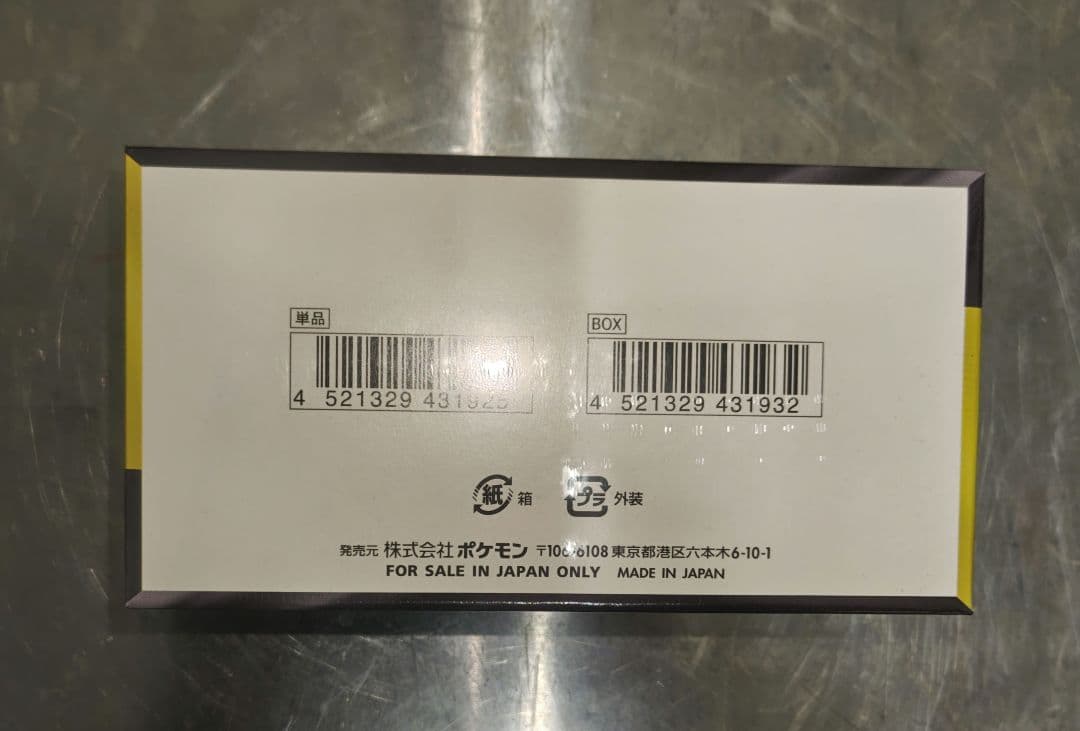 単品
BOX
4 521329 431925
4 521329 431932
紙 箱
プラ 外装
発売元 株式会社 ポケモン 〒106-6108 東京都港区六本木6-10-1
FOR SALE IN JAPAN ONLY MADE IN JAPAN